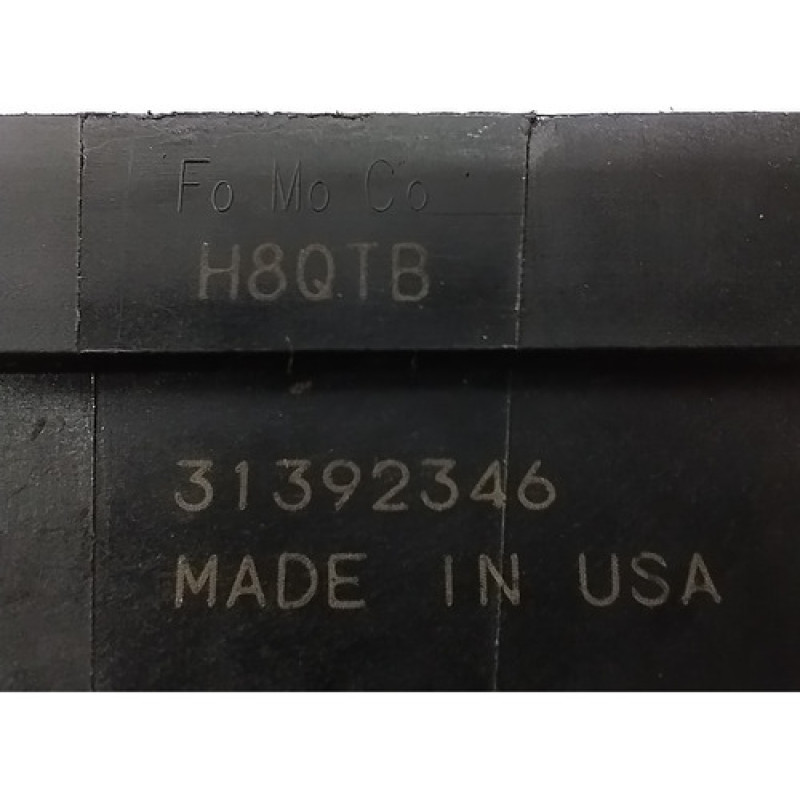 Fo Mo Co
H8QTB
31392346
MADE IN USA